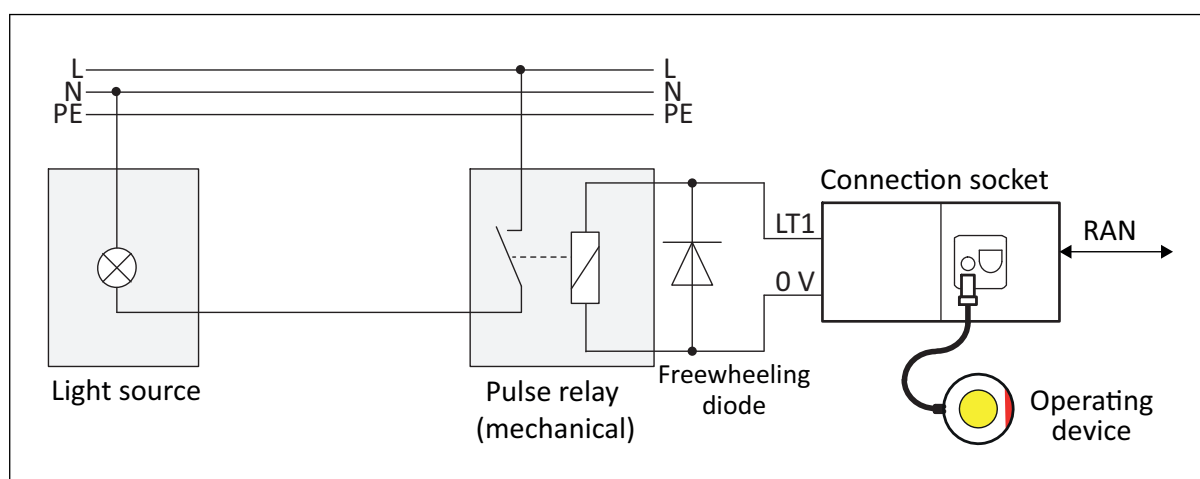 L
N
PE
L
N
PE
Connection socket
LT1
0 V
RAN
Light source
Pulse relay
(mechanical)
Freewheeling
diode
Operating
device